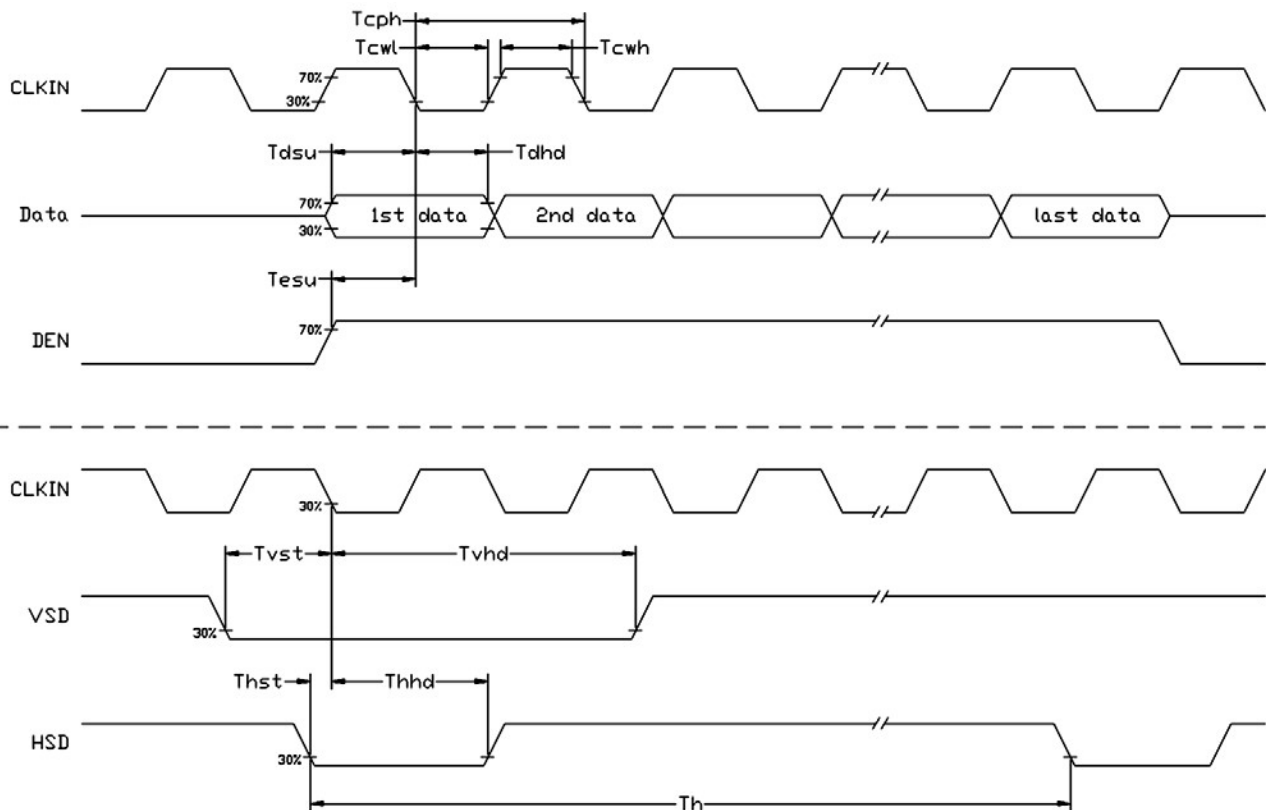 Tcph
Tcwl
Tcwh
CLKIN
70%
30%
Tdsu
Tdhd
Data
70%
30%
1st data
2nd data
last data
Tesu
DEN
70%
CLKIN
30%
Tvst
Tvhd
VSD
30%
Thst
Thhd
HSD
30%
Th